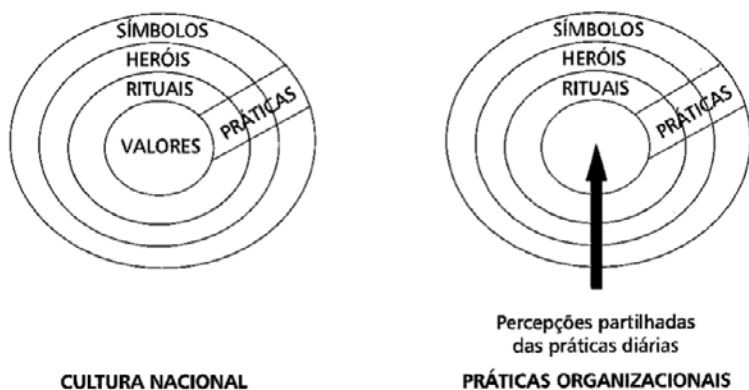 SÍMBOLOS
HERÓIS
RITUAIS
PRÁTICAS
VALORES
CULTURA NACIONAL
SÍMBOLOS
HERÓIS
RITUAIS
PRÁTICAS
Percepções partilhadas
das práticas diárias
PRÁTICAS ORGANIZACIONAIS